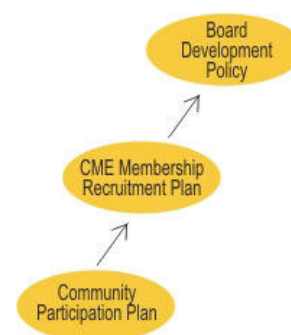 Board
Development
Policy
CME Membership
Recruitment Plan
Community
Participation Plan